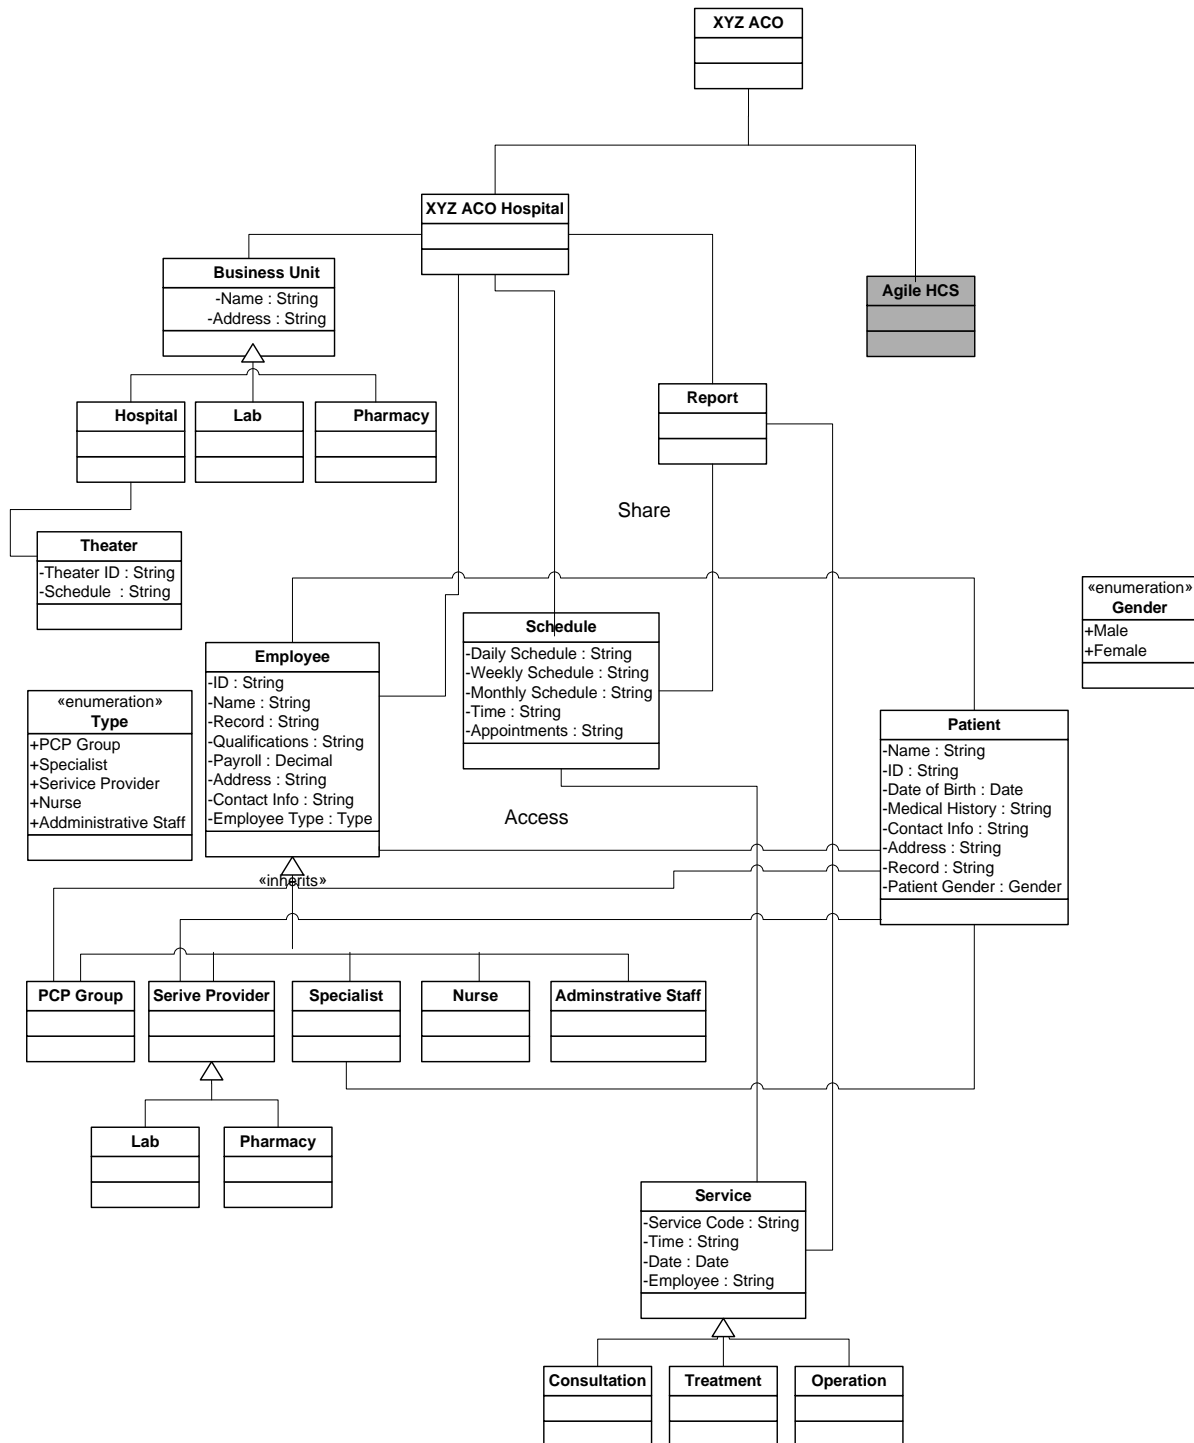 XYZ ACO
XYZ ACO Hospital
Business Unit
-Name : String
-Address : String
Agile HCS
Hospital
Lab
Pharmacy
Report
Share
Theater
-Theater ID : String
-Schedule : String
«enumeration»
Gender
+Male
+Female
Schedule
-Daily Schedule : String
-Weekly Schedule : String
-Monthly Schedule : String
-Time : String
-Appointments : String
Employee
-ID : String
-Name : String
-Record : String
-Qualifications : String
-Payroll : Decimal
-Address : String
-Contact Info : String
-Employee Type : Type
«enumeration»
Type
+PCP Group
+Specialist
+Serivice Provider
+Nurse
+Addministrative Staff
Patient
-Name : String
-ID : String
-Date of Birth : Date
-Medical History : String
-Contact Info : String
-Address : String
-Record : String
-Patient Gender : Gender
Access
«inherits»
PCP Group
Serive Provider
Specialist
Nurse
Adminstrative Staff
Lab
Pharmacy
Service
-Service Code : String
-Time : String
-Date : Date
-Employee : String
Consultation
Treatment
Operation